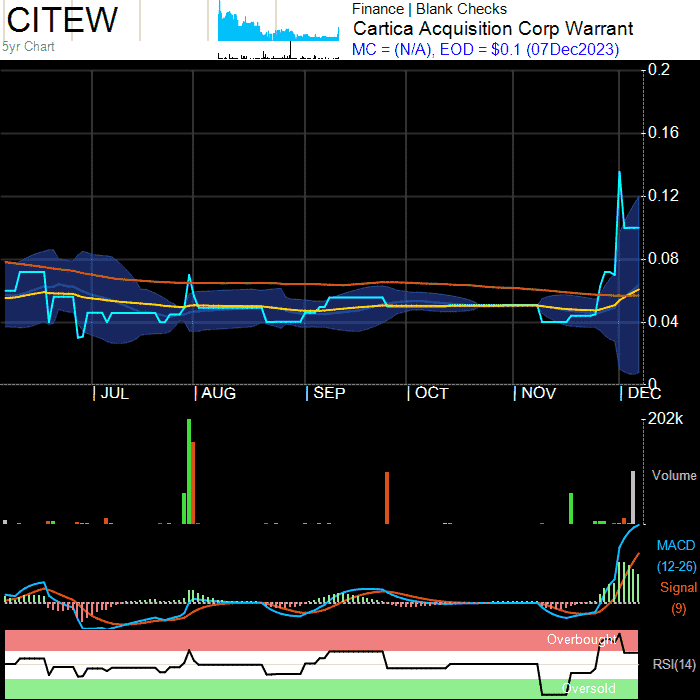 CITEW
5yr Chart
Finance | Blank Checks
Cartica Acquisition Corp Warrant
MC = (N/A), EOD = $0.1 (07Dec2023)
0.2
0.16
0.12
0.08
0.04
0
JUL AUG SEP OCT NOV DEC
202k
Volume
MACD
(12-26)
Signal
(9)
Overbought
RSI(14)
Oversold